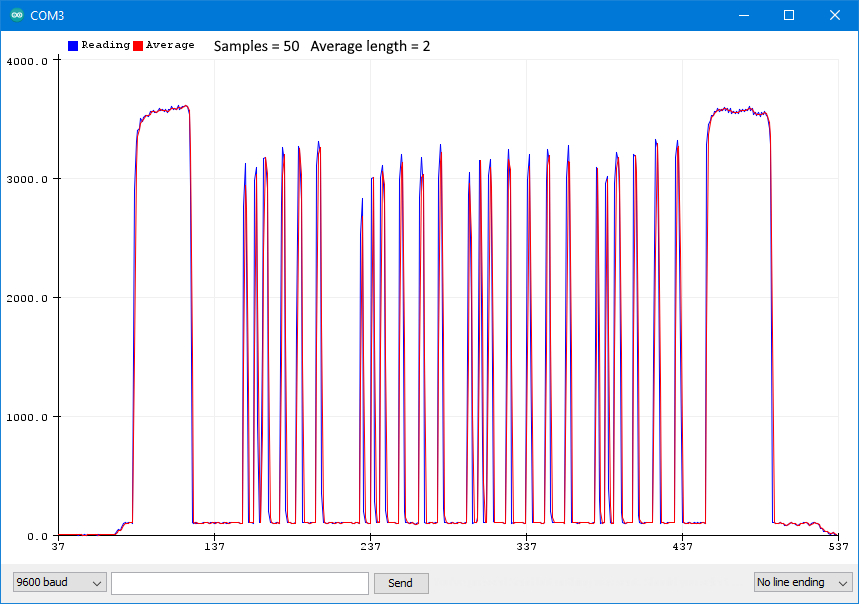 COM3
Reading Average Samples = 50 Average length = 2
4000.0
3000.0
2000.0
1000.0
0.0
37 137 237 337 437 537
9600 baud Send No line ending